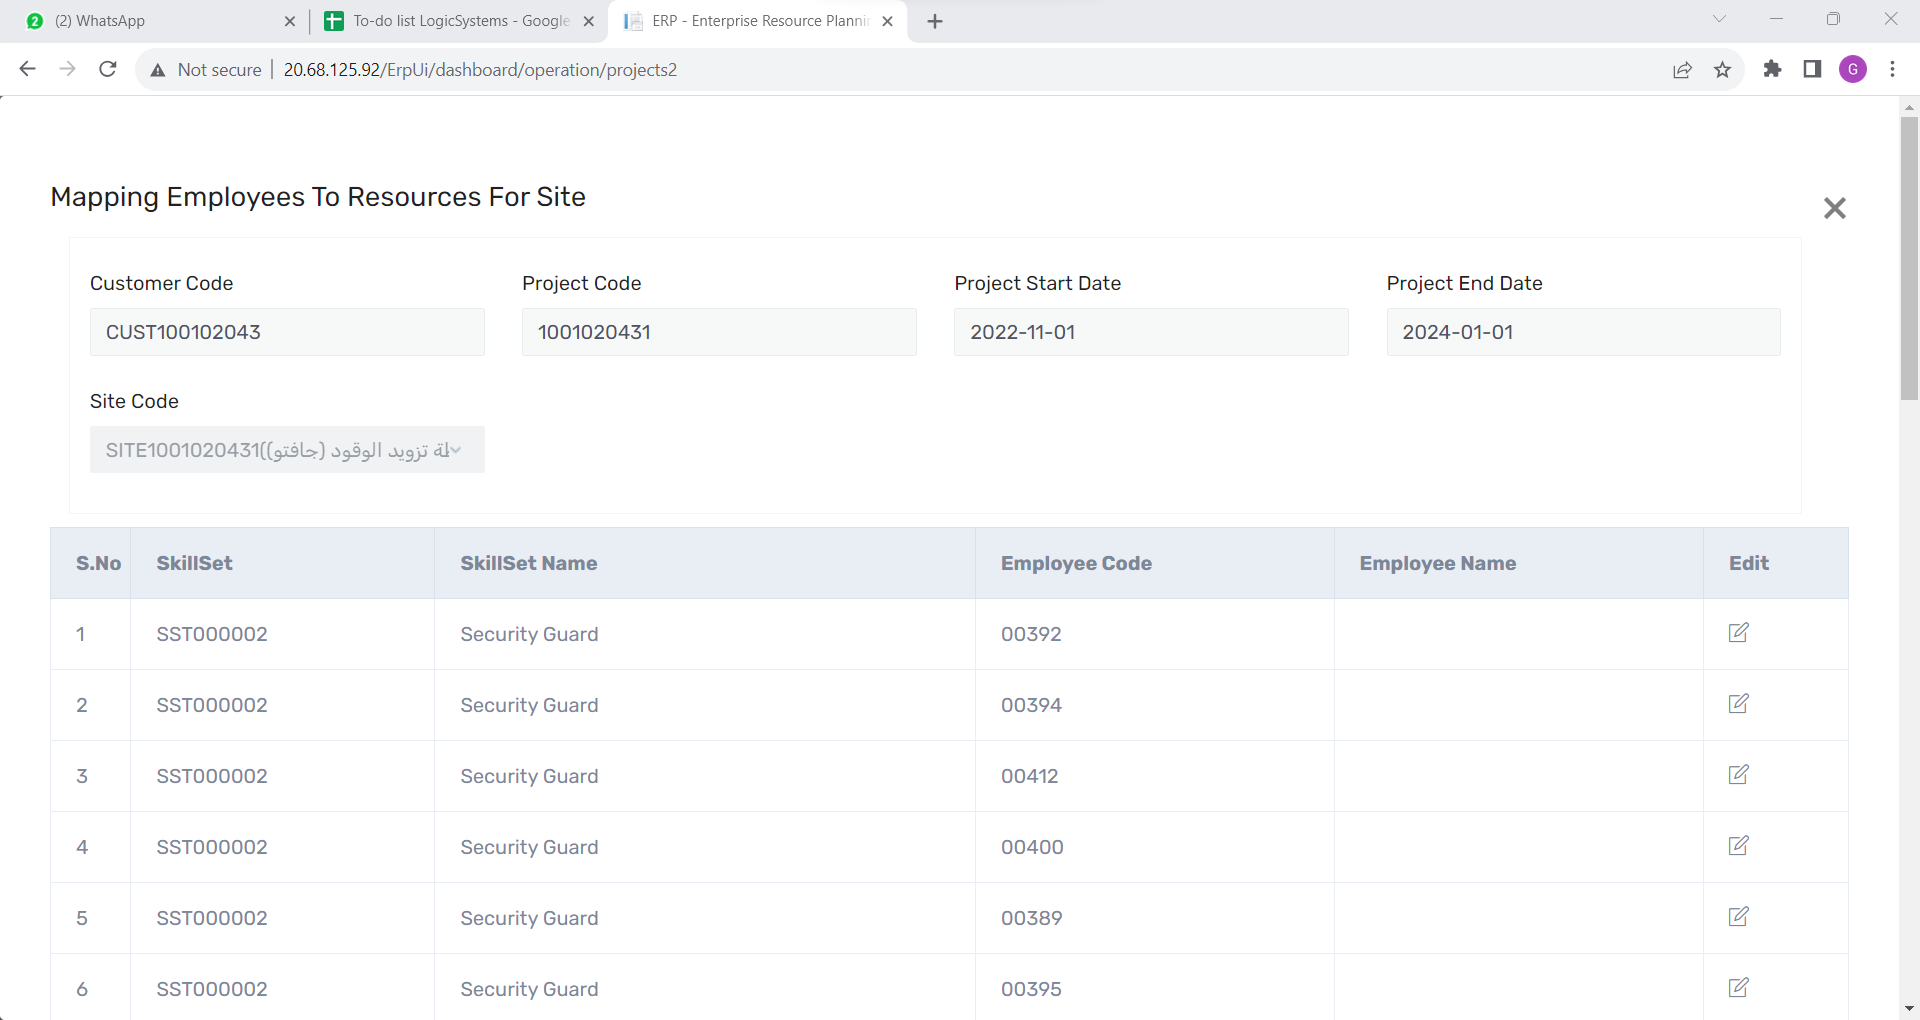 (2) WhatsApp
To-do list LogicSystems - Google
ERP - Enterprise Resource Plannin
Not secure
20.68.125.92/ErpUi/dashboard/operation/projects2
G
Mapping Employees To Resources For Site
Customer Code Project Code Project Start Date Project End Date
CUST100102043 1001020431 2022-11-01 2024-01-01
Site Code
SITE1001020431((جافتو) تزويد الوقود
S.No SkillSet SkillSet Name Employee Code Employee Name Edit
1 SST000002 Security Guard 00392
2 SST000002 Security Guard 00394
3 SST000002 Security Guard 00412
4 SST000002 Security Guard 00400
5 SST000002 Security Guard 00389
6 SST000002 Security Guard 00395